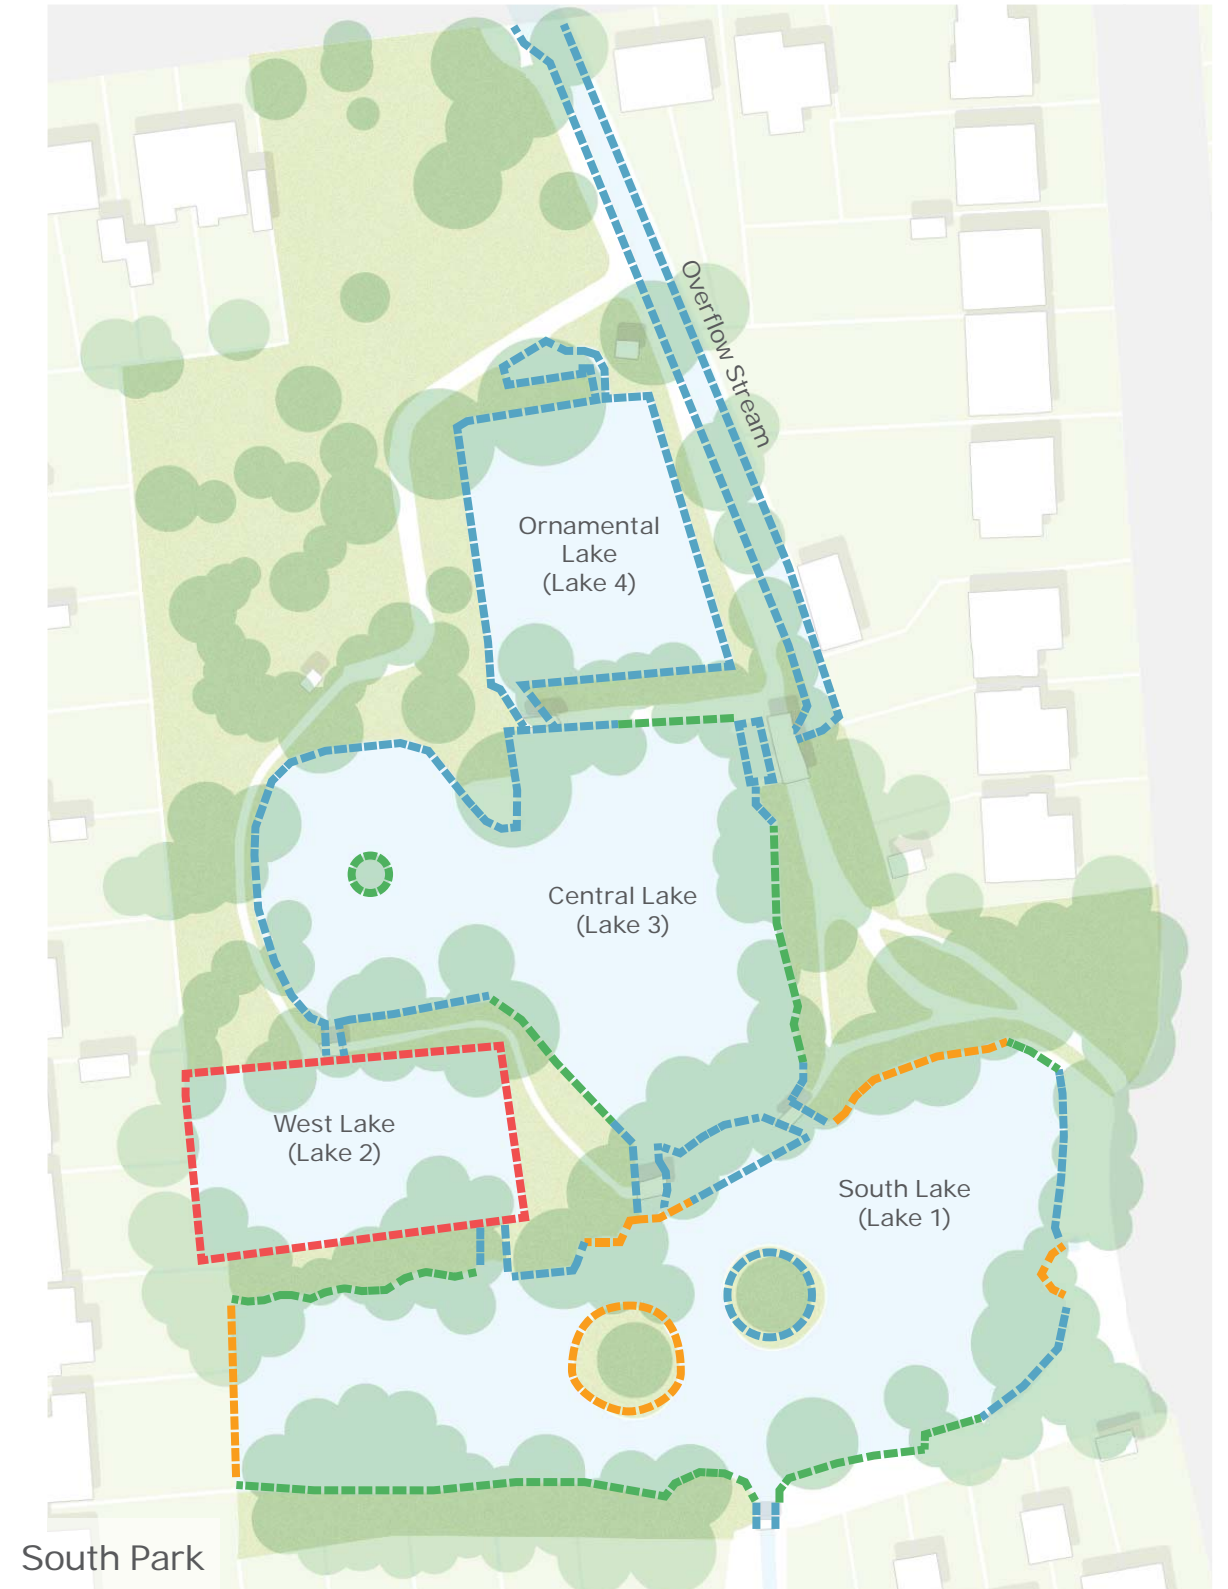 Overflow Stream
Ornamental
Lake
(Lake 4)
Central Lake
(Lake 3)
West Lake
(Lake 2)
South Lake
(Lake 1)
South Park